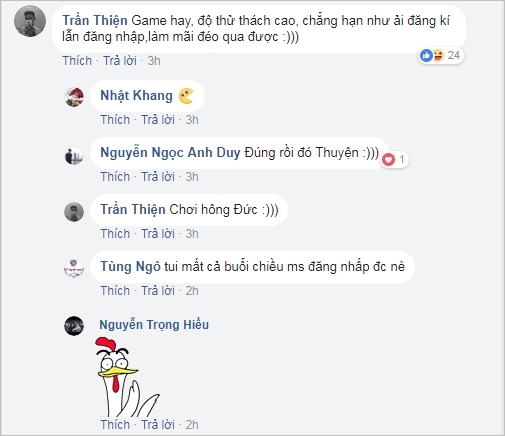 Trần Thiện Game hay, độ thử thách cao, chẳng hạn như ải đăng kí
lẫn đăng nhập,làm mãi đéo qua được :)))
Thích · Trả lời · 3h
24
Nhật Khang
Thích · Trả lời · 3h
Nguyễn Ngọc Anh Duy Đúng rồi đó Thuyện :)))
1
Thích · Trả lời · 3h
Trần Thiện Chơi hông Đức :)))
Thích · Trả lời · 3h
Tùng Ngô tui mất cả buổi chiều ms đăng nhấp đc nè
Thích · Trả lời · 2h
Nguyễn Trọng Hiếu
Thích · Trả lời · 2h